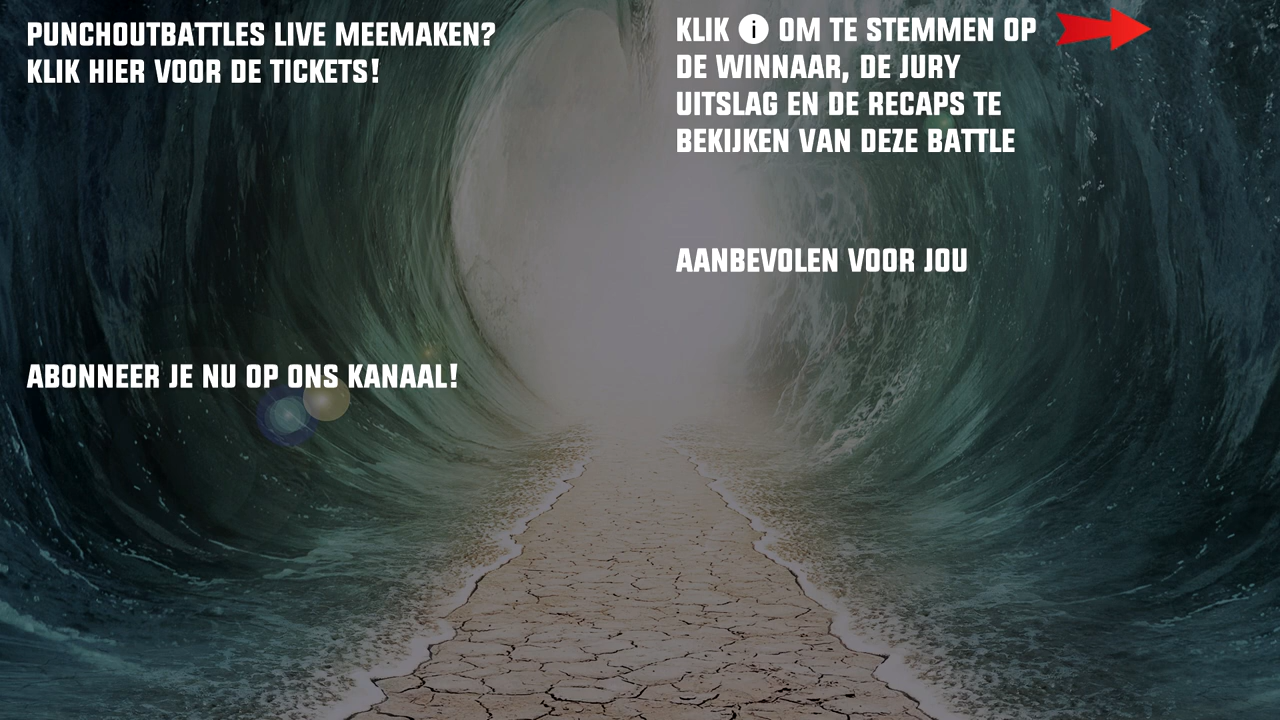 PUNCHOUTBATTLES LIVE MEEMAKEN?
KLIK HIER VOOR DE TICKETS!
KLIK i OM TE STEMMEN OP
DE WINNAAR, DE JURY
UITSLAG EN DE RECAPS TE
BEKIJKEN VAN DEZE BATTLE
AANBEVOLEN VOOR JOU
ABONNEER JE NU OP ONS KANAAL!